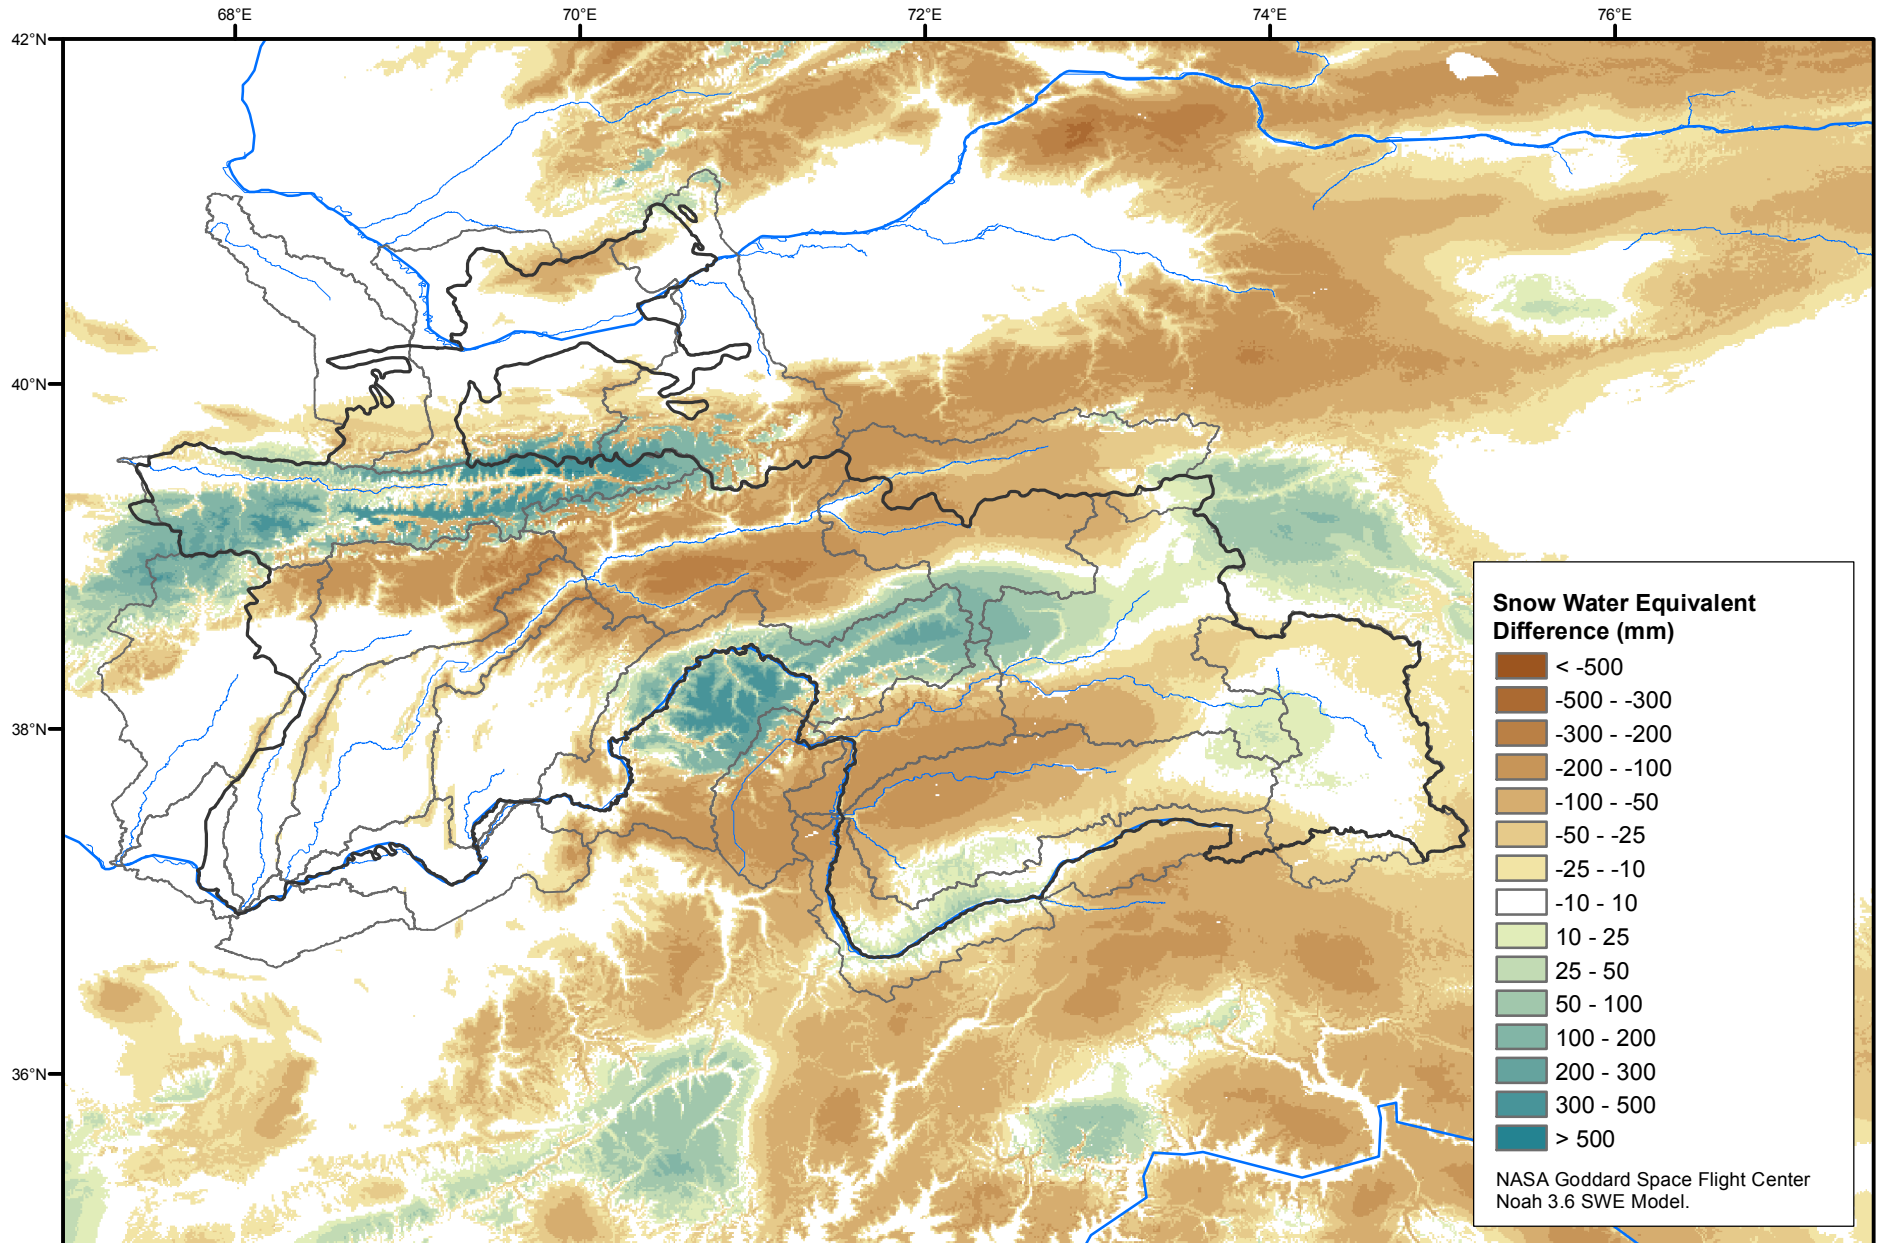 68°E 70°E 72°E 74°E 76°E
42°N
40°N
38°N
36°N
Snow Water Equivalent
Difference (mm)
< -500
-500 - -300
-300 - -200
-200 - -100
-100 - -50
-50 - -25
-25 - -10
-10 - 10
10 - 25
25 - 50
50 - 100
100 - 200
200 - 300
300 - 500
> 500
NASA Goddard Space Flight Center
Noah 3.6 SWE Model.